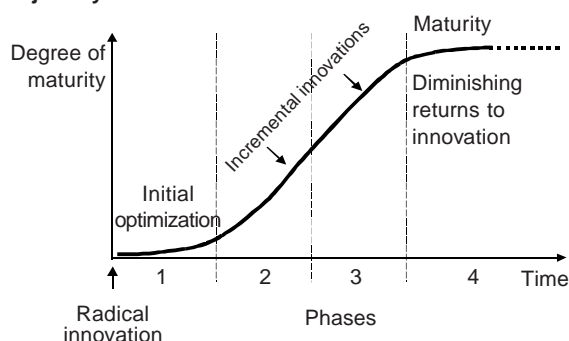 Maturity
Degree of
maturity
Incremental innovations
Diminishing
returns to
innovation
Initial
optimization
1 2 3 4 Time
Radical
innovation
Phases